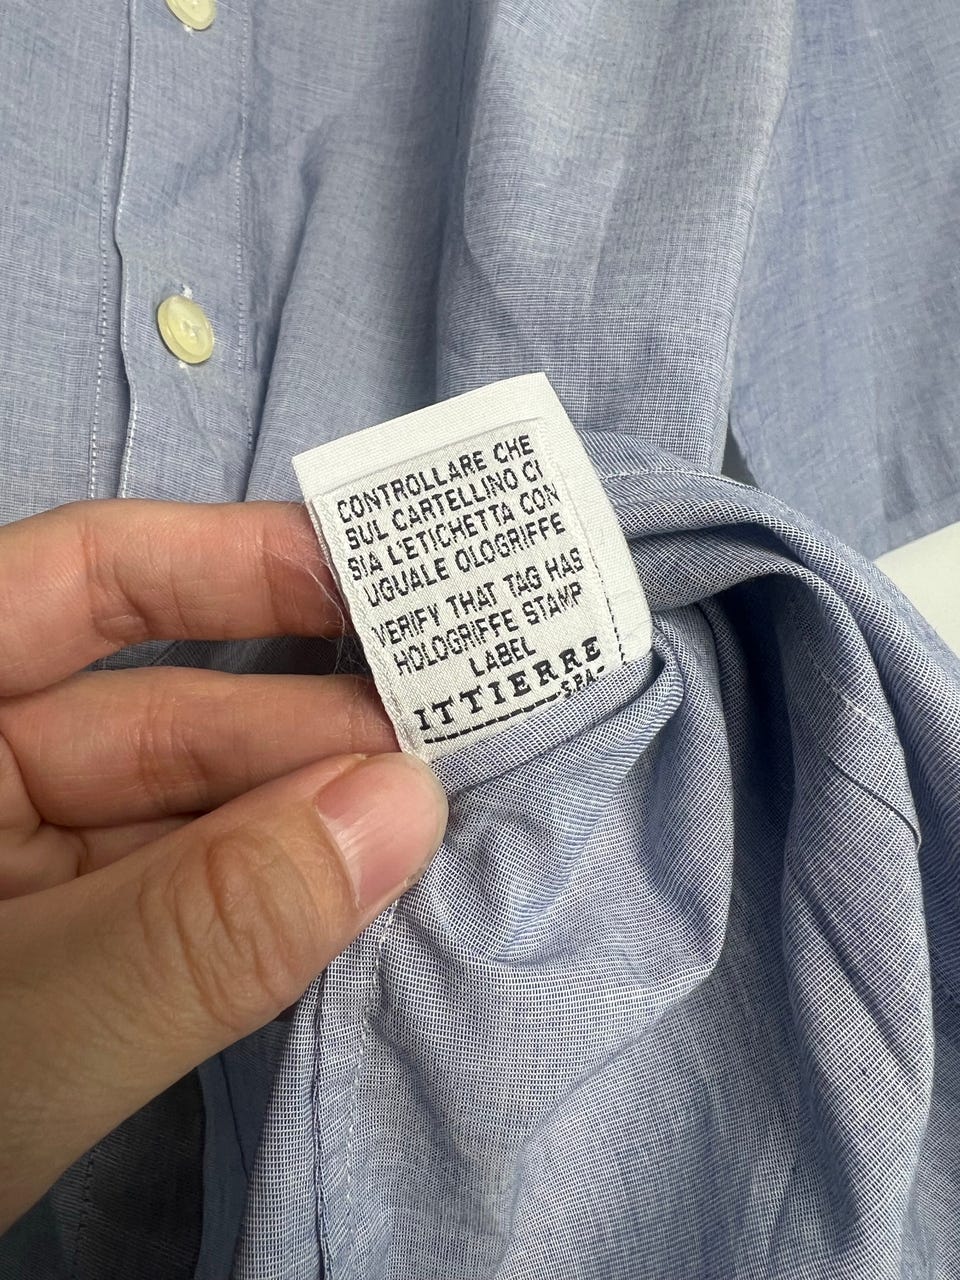 CONTROLLARE CHE
SUL CARTELLINO CI
SIA L'ETICHETTA CON
UGUALE OLOGRIFFE
VERIFY THAT TAG HAS
HOLOGRIFFE STAMP
LABEL
ITTIERRE
S.P.A.